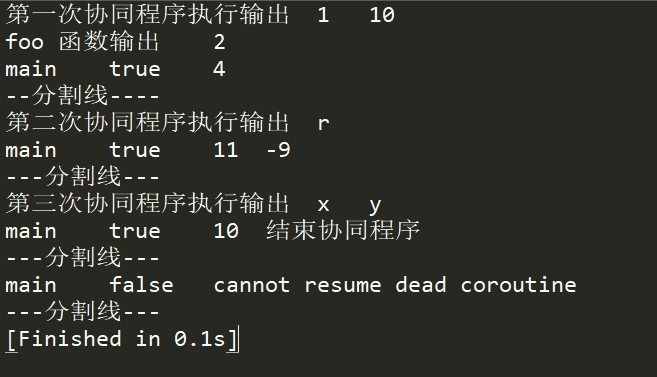 第一次协同程序执行输出  1   10
foo 函数输出    2
main    true    4
--分割线----
第二次协同程序执行输出  r
main    true    11  -9
---分割线---
第三次协同程序执行输出  x   y
main    true    10  结束协同程序
---分割线---
main    false   cannot resume dead coroutine
---分割线---
[Finished in 0.1s]